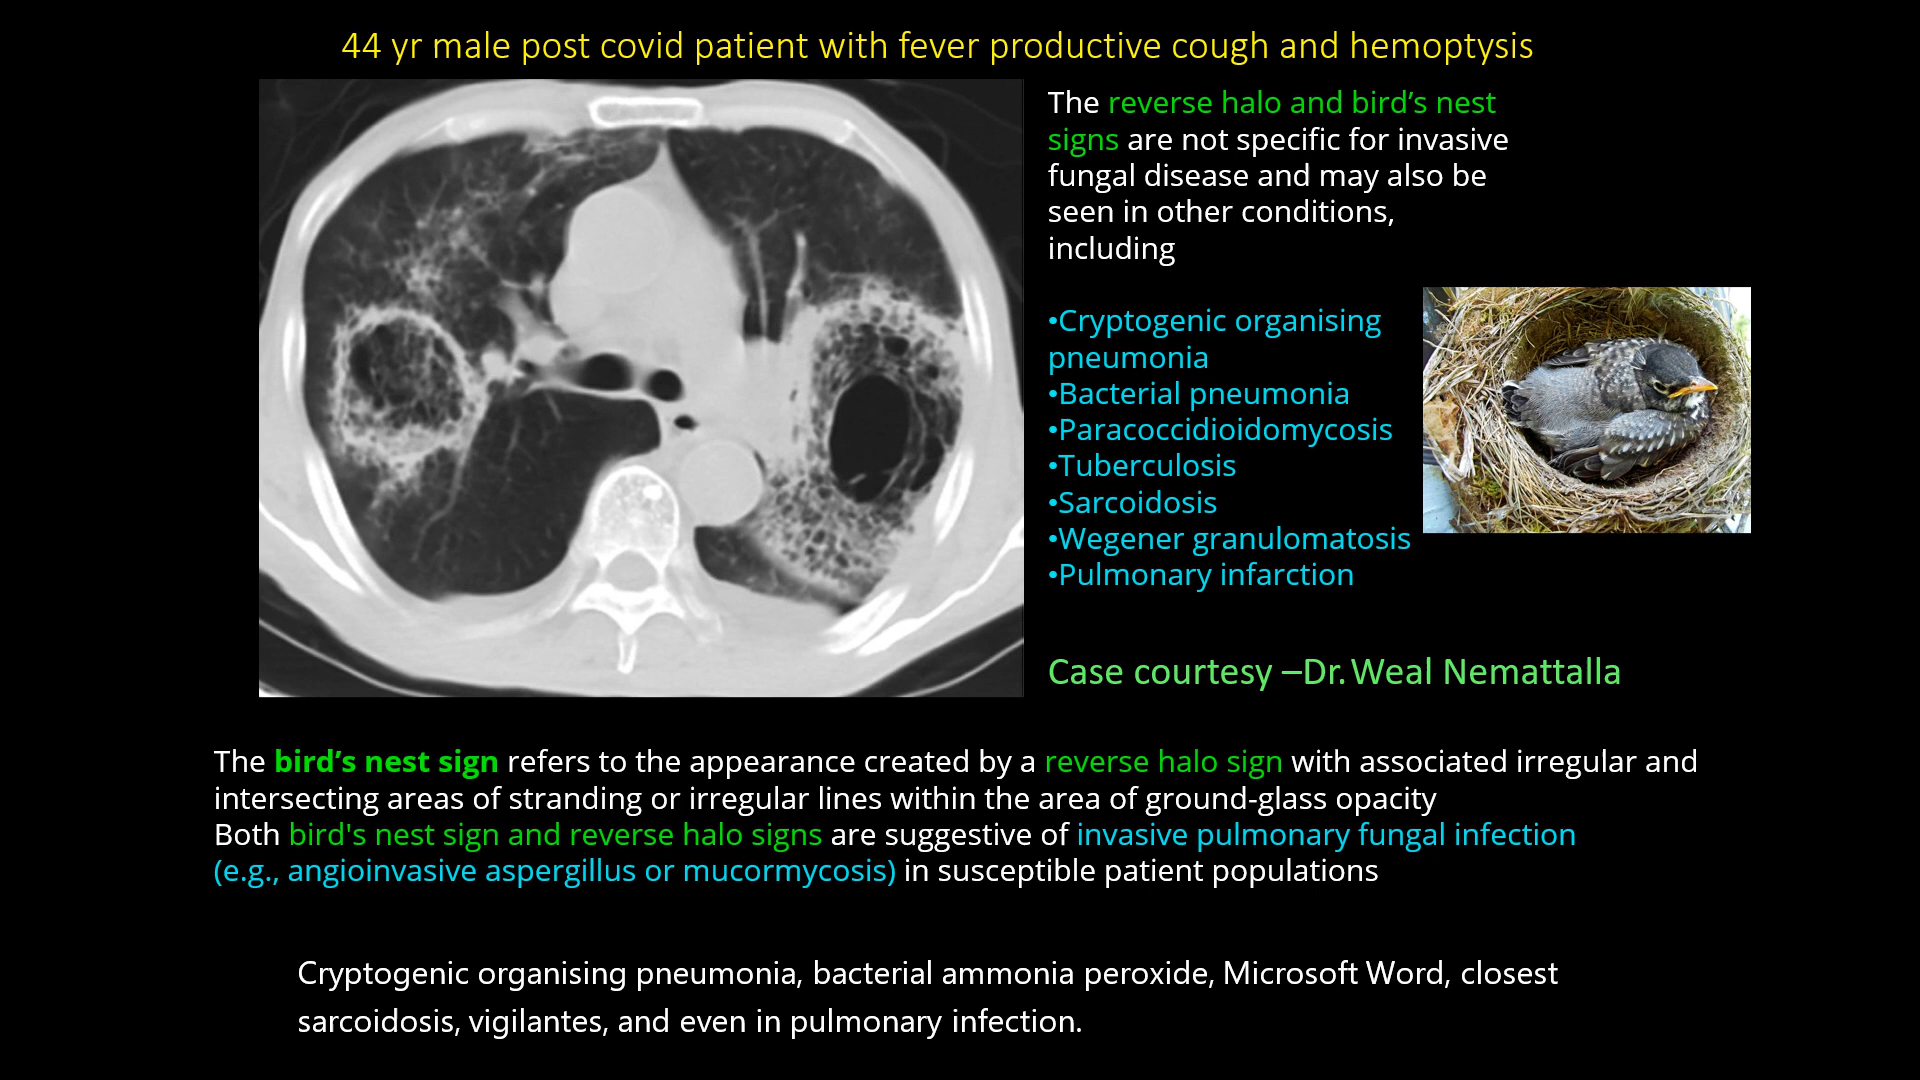 44 yr male post covid patient with fever productive cough and hemoptysis
The reverse halo and bird’s nest
signs are not specific for invasive
fungal disease and may also be
seen in other conditions,
including
•Cryptogenic organising
pneumonia
•Bacterial pneumonia
•Paracoccidioidomycosis
•Tuberculosis
•Sarcoidosis
•Wegener granulomatosis
•Pulmonary infarction
Case courtesy –Dr. Weal Nemattalla
The bird’s nest sign refers to the appearance created by a reverse halo sign with associated irregular and
intersecting areas of stranding or irregular lines within the area of ground-glass opacity
Both bird's nest sign and reverse halo signs are suggestive of invasive pulmonary fungal infection
(e.g., angioinvasive aspergillus or mucormycosis) in susceptible patient populations
Cryptogenic organising pneumonia, bacterial ammonia peroxide, Microsoft Word, closest
sarcoidosis, vigilantes, and even in pulmonary infection.